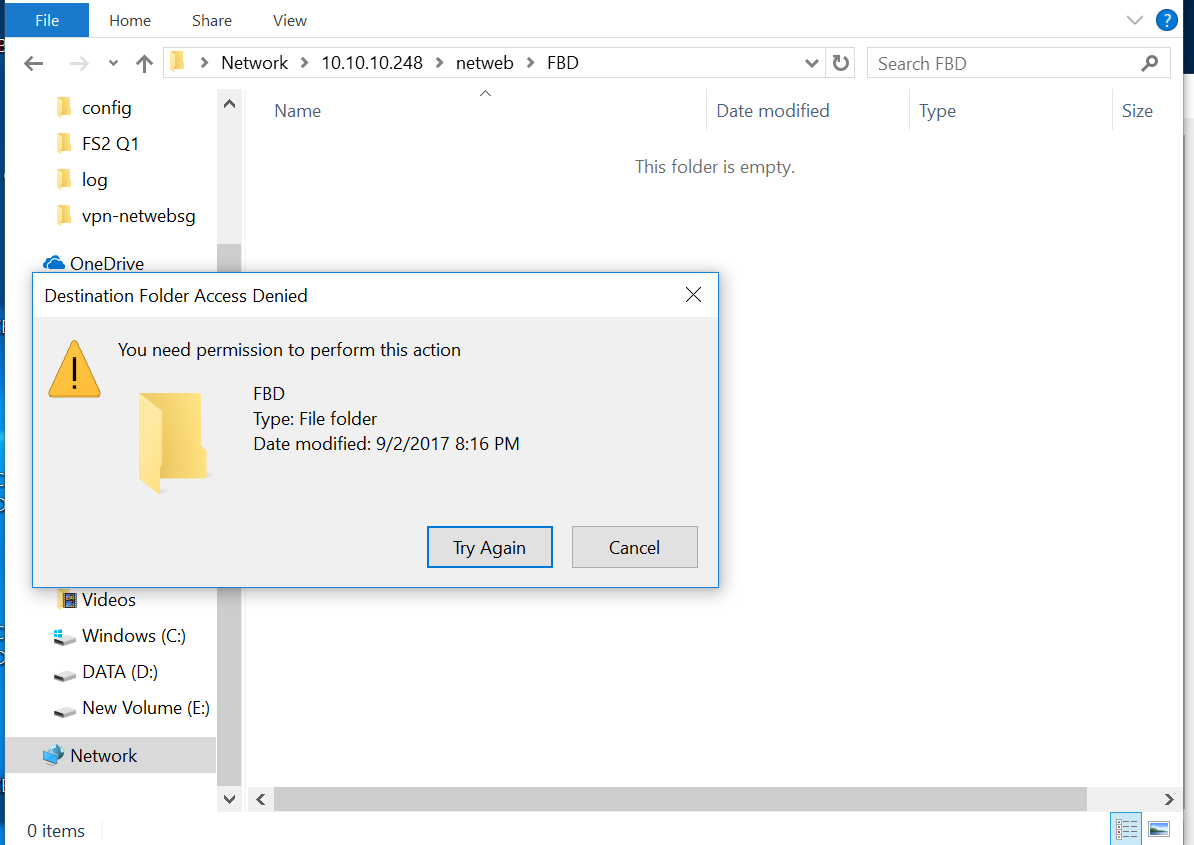 File Home Share View ?
Network 10.10.10.248 netweb FBD Search FBD
config
FS2 Q1
log
vpn-netwebsg
OneDrive
Name Date modified Type Size
This folder is empty.
Destination Folder Access Denied
You need permission to perform this action
FBD
Type: File folder
Date modified: 9/2/2017 8:16 PM
Try Again Cancel
Videos
Windows (C:)
DATA (D:)
New Volume (E:)
Network
0 items